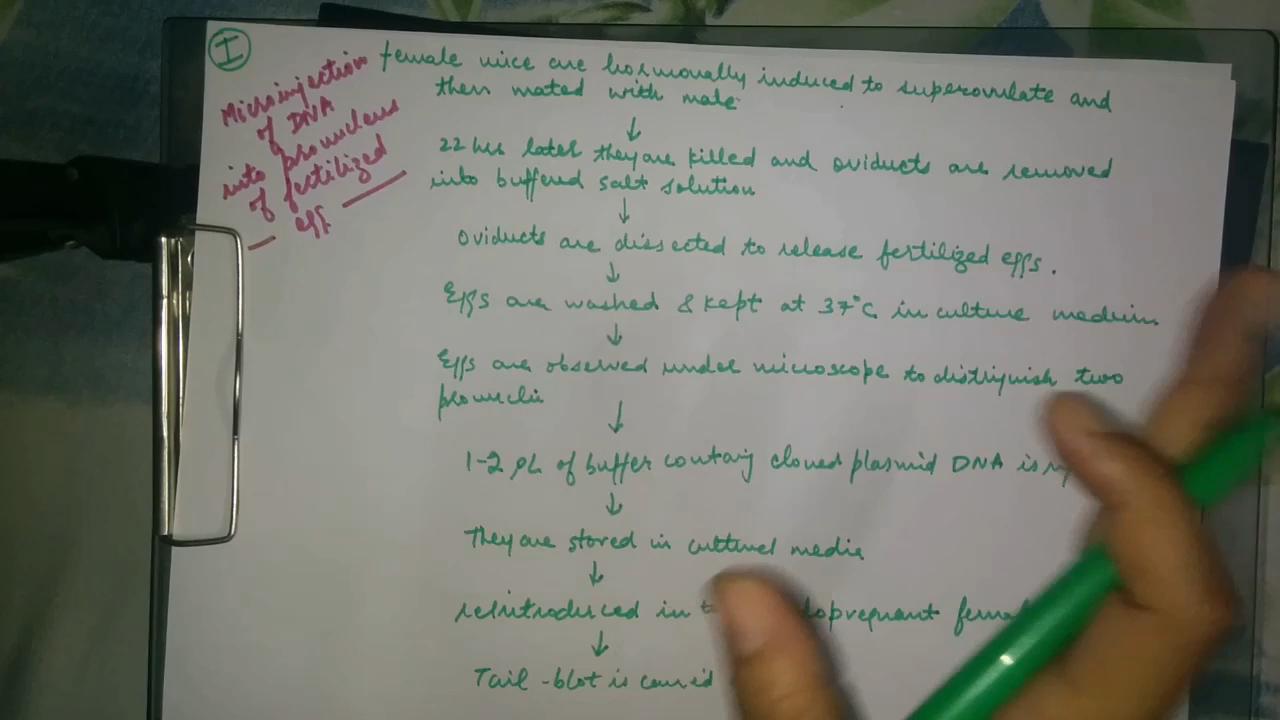 I
Microinjection
of DNA
into pronucleus
of fertilized
egg
female mice are hormonally induced to superovulate and
then mated with male
↓
22 hrs later they are killed and oviducts are removed
into buffered salt solution
↓
oviducts are dissected to release fertilized eggs.
↓
Eggs are washed & kept at 37°C in culture medium
↓
Eggs are observed under microscope to distinguish two
pronuclei
↓
1-2 pL of buffer containg cloned plasmid DNA is
↓
They are stored in culturel media
↓
reintroduced in
↓
Tail-blot is carried